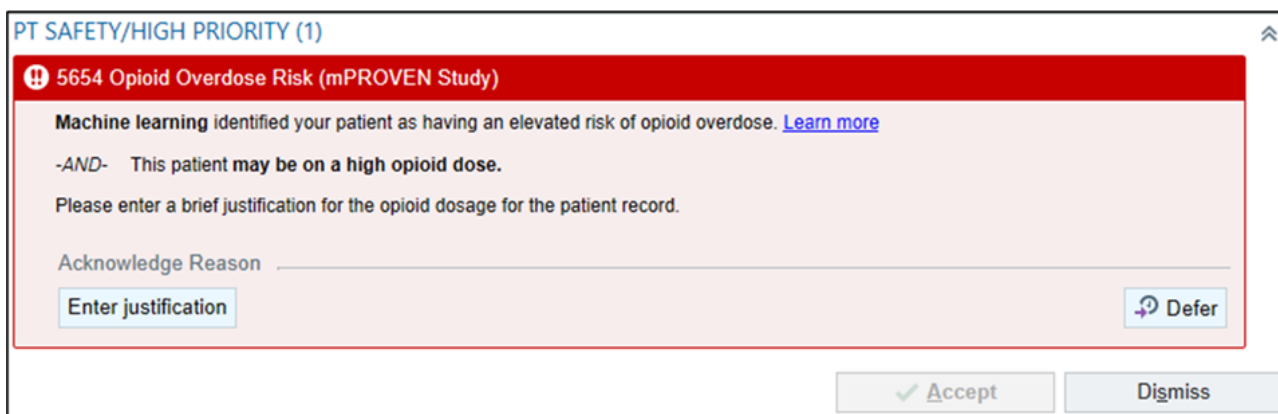 PT SAFETY/HIGH PRIORITY (1)
5654 Opioid Overdose Risk (mPROVEN Study)
Machine learning identified your patient as having an elevated risk of opioid overdose. Learn more
-AND- This patient may be on a high opioid dose.
Please enter a brief justification for the opioid dosage for the patient record.
Acknowledge Reason
Enter justification
Defer
Accept
Dismiss